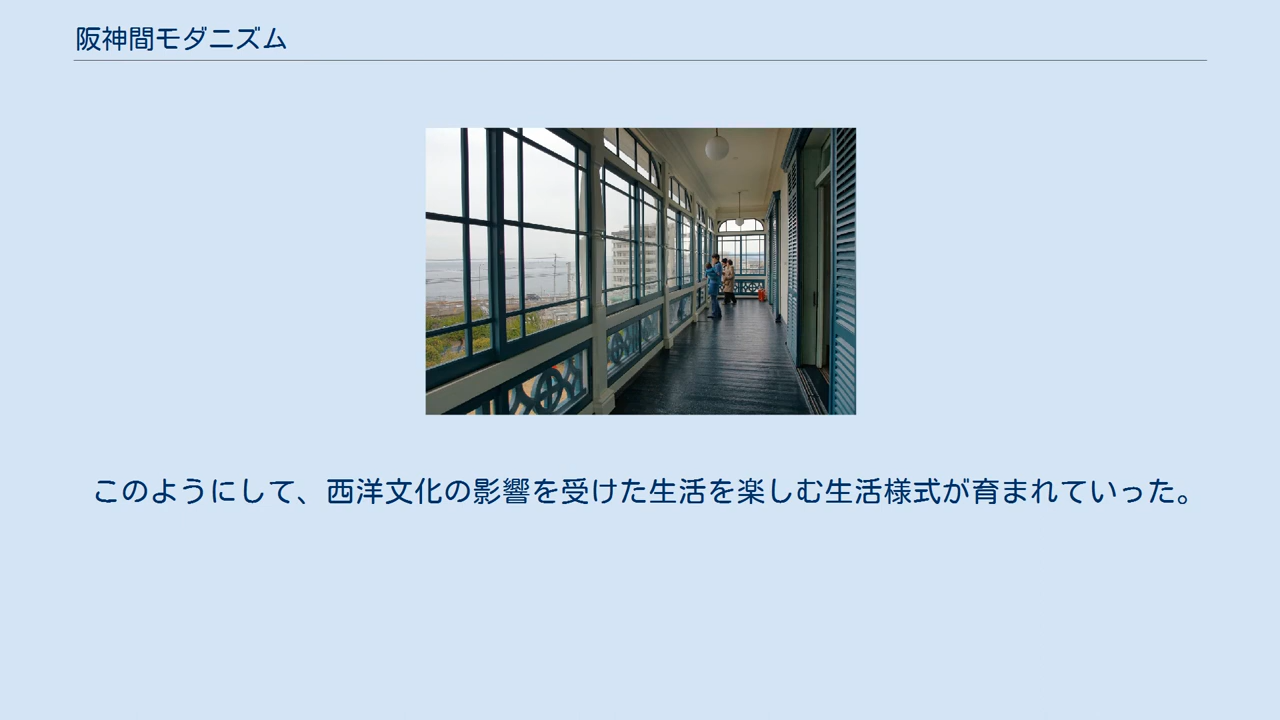 阪神間モダニズム
このようにして、西洋文化の影響を受けた生活を楽しむ生活様式が育まれていった。